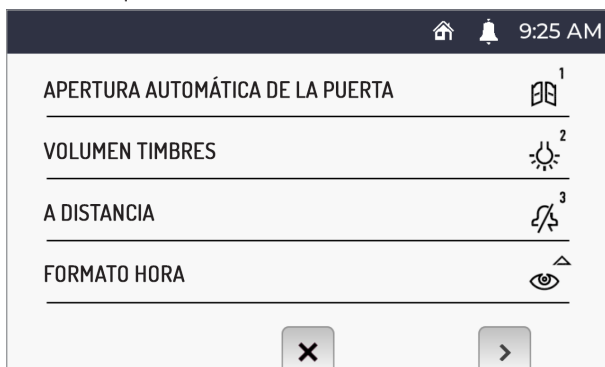 9:25 AM
APERTURA AUTOMÁTICA DE LA PUERTA 1
VOLUMEN TIMBRES 2
A DISTANCIA 3
FORMATO HORA